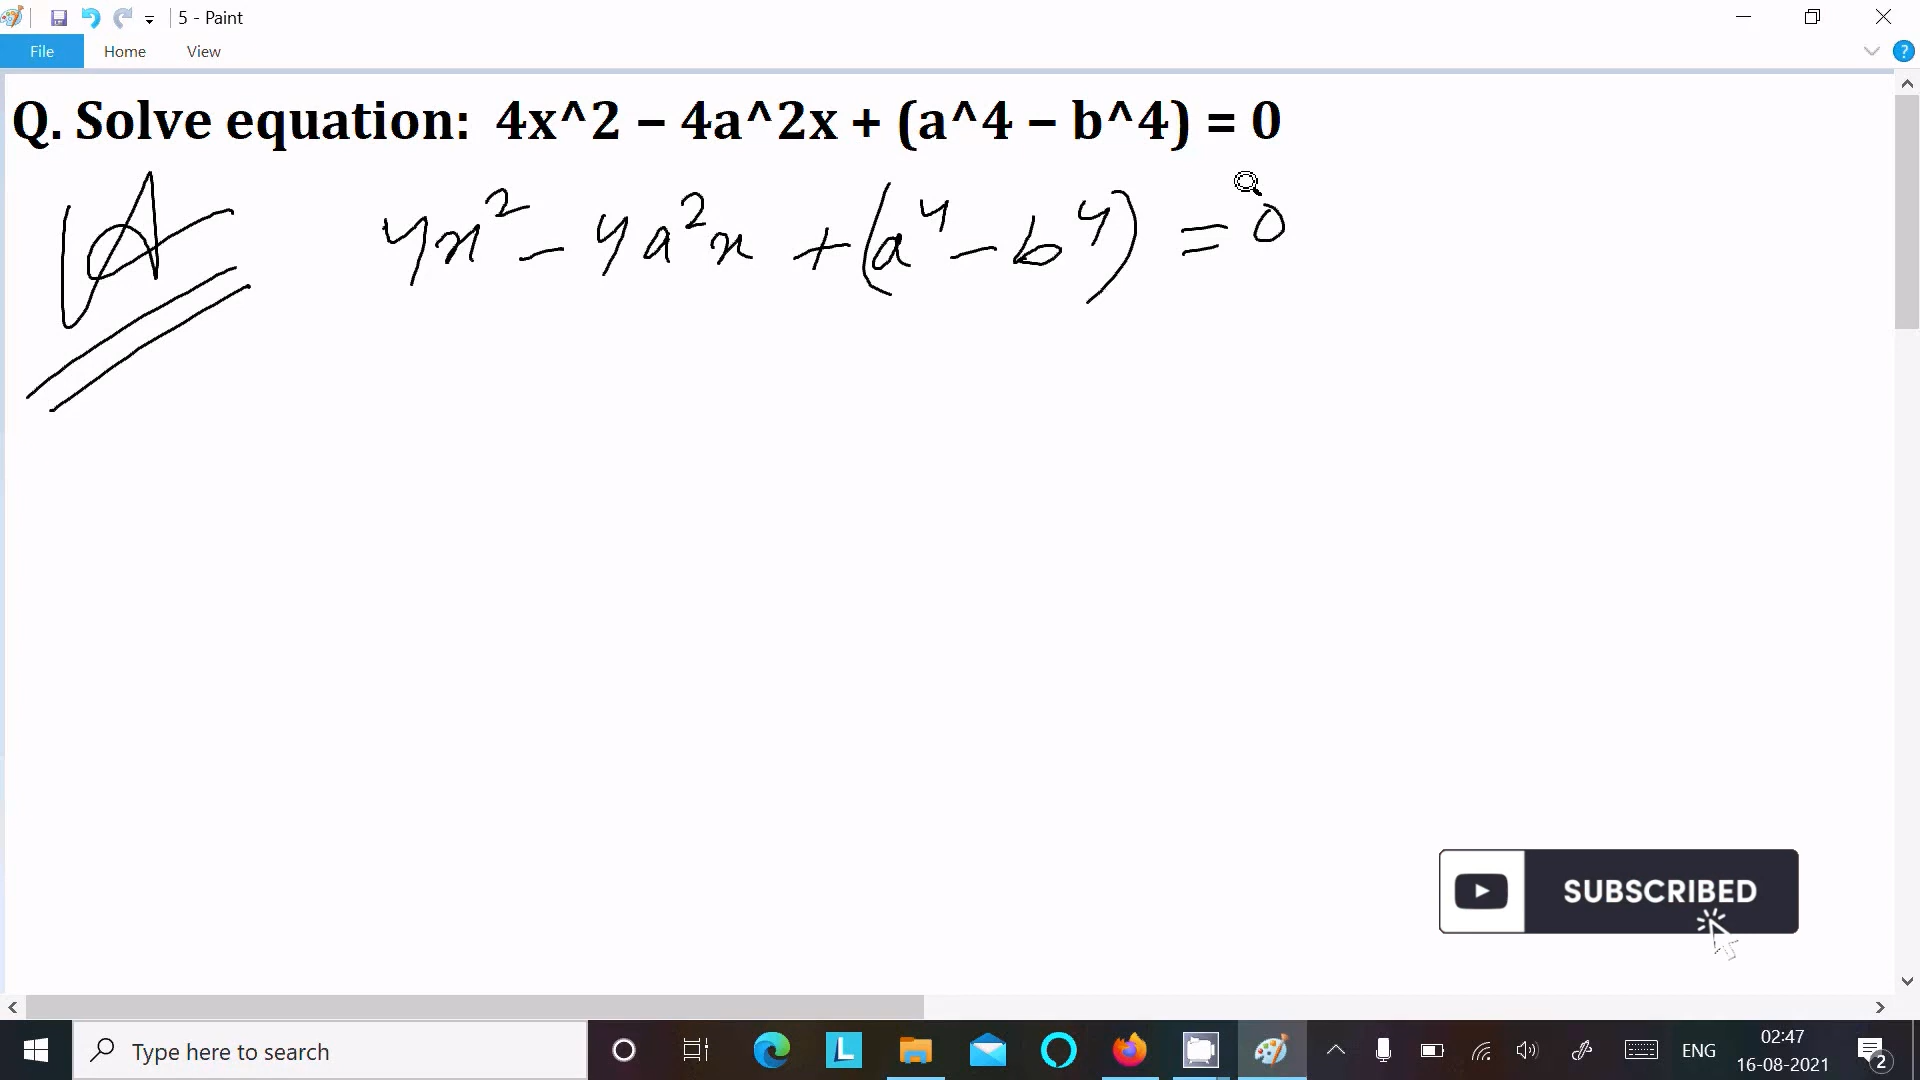 5 - Paint
File Home View
Q. Solve equation: 4x^2 − 4a^2x + (a^4 − b^4) = 0
4x² - 4a²x + (a⁴ - b⁴) = 0
SUBSCRIBED
Type here to search
ENG
02:47
16-08-2021
2